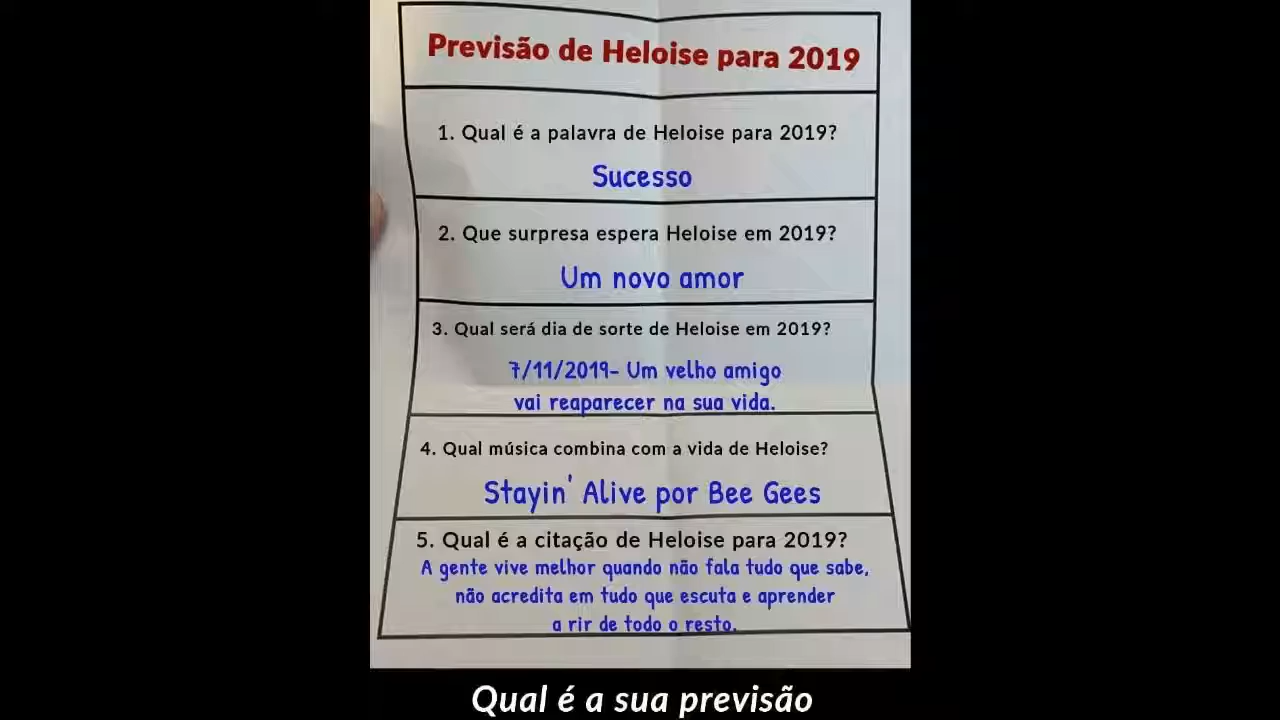 Previsão de Heloise para 2019
1. Qual é a palavra de Heloise para 2019?
Sucesso
2. Que surpresa espera Heloise em 2019?
Um novo amor
3. Qual será dia de sorte de Heloise em 2019?
7/11/2019- Um velho amigo
vai reaparecer na sua vida.
4. Qual música combina com a vida de Heloise?
Stayin' Alive por Bee Gees
5. Qual é a citação de Heloise para 2019?
A gente vive melhor quando não fala tudo que sabe,
não acredita em tudo que escuta e aprender
a rir de todo o resto.
Qual é a sua previsão